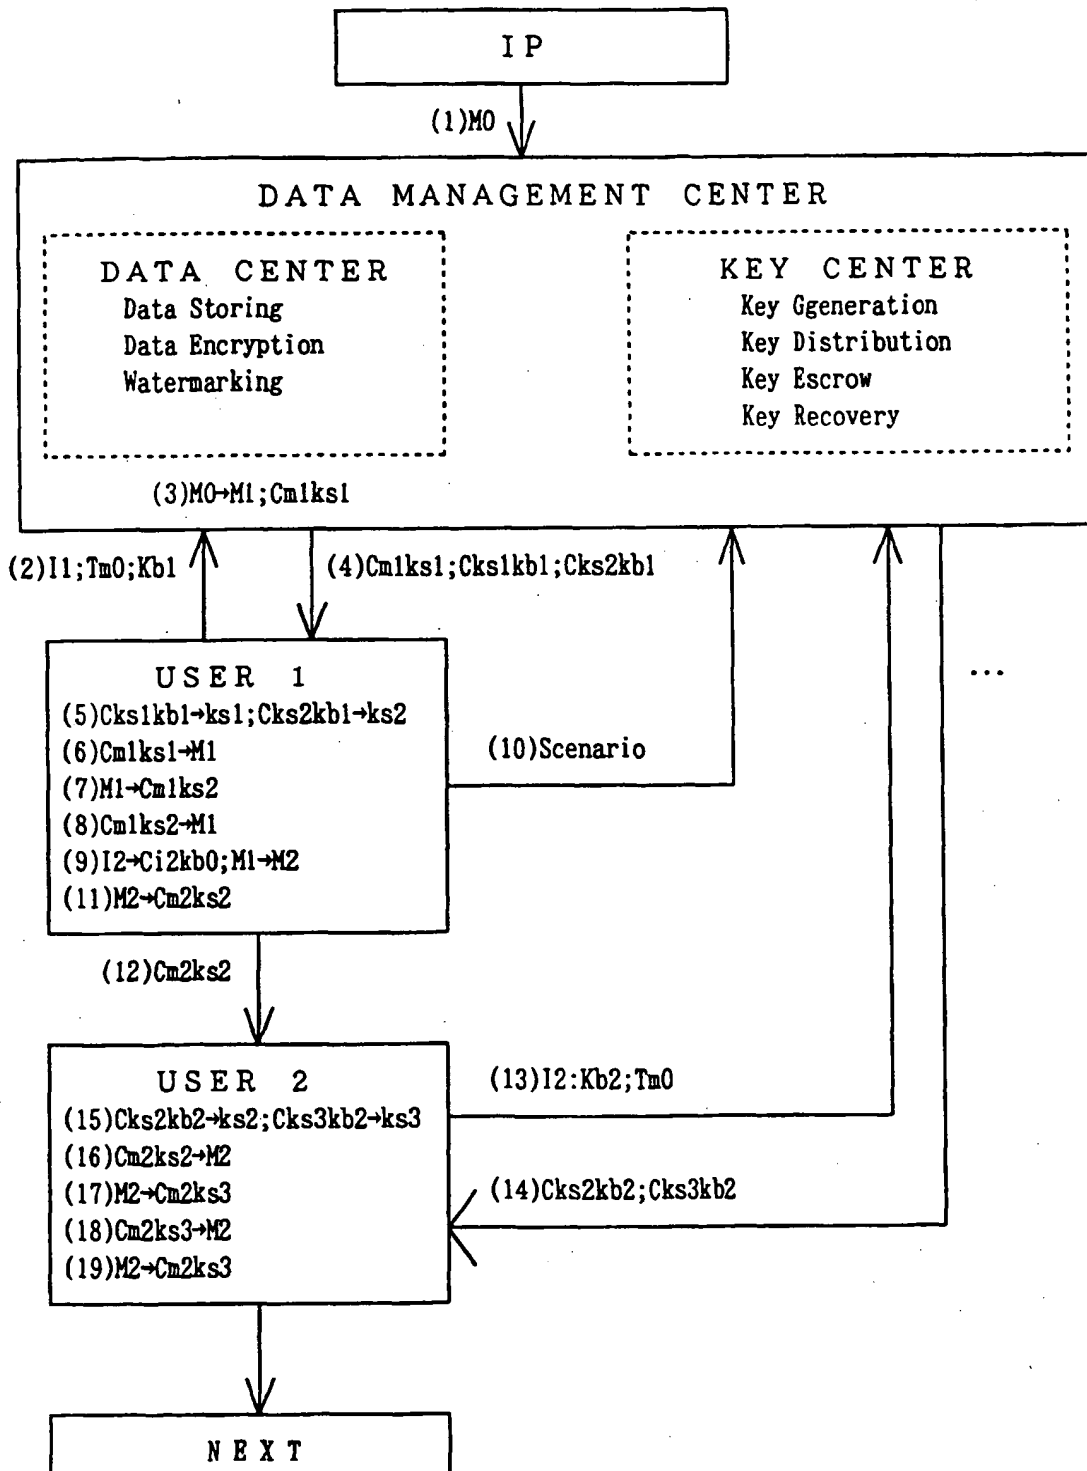 IP
(1)M0
DATA MANAGEMENT CENTER
DATA CENTER
Data Storing
Data Encryption
Watermarking
KEY CENTER
Key Ggeneration
Key Distribution
Key Escrow
Key Recovery
(3)M0→M1;Cm1ks1
(2)I1;Tm0;Kb1
(4)Cm1ks1;Cks1kb1;Cks2kb1
USER 1
(5)Cks1kb1→ks1;Cks2kb1→ks2
(6)Cm1ks1→M1
(7)M1→Cm1ks2
(8)Cm1ks2→M1
(9)I2→Ci2kb0;M1→M2
(11)M2→Cm2ks2
(10)Scenario
...
(12)Cm2ks2
USER 2
(15)Cks2kb2→ks2;Cks3kb2→ks3
(16)Cm2ks2→M2
(17)M2→Cm2ks3
(18)Cm2ks3→M2
(19)M2→Cm2ks3
(13)I2:Kb2;Tm0
(14)Cks2kb2;Cks3kb2
NEXT